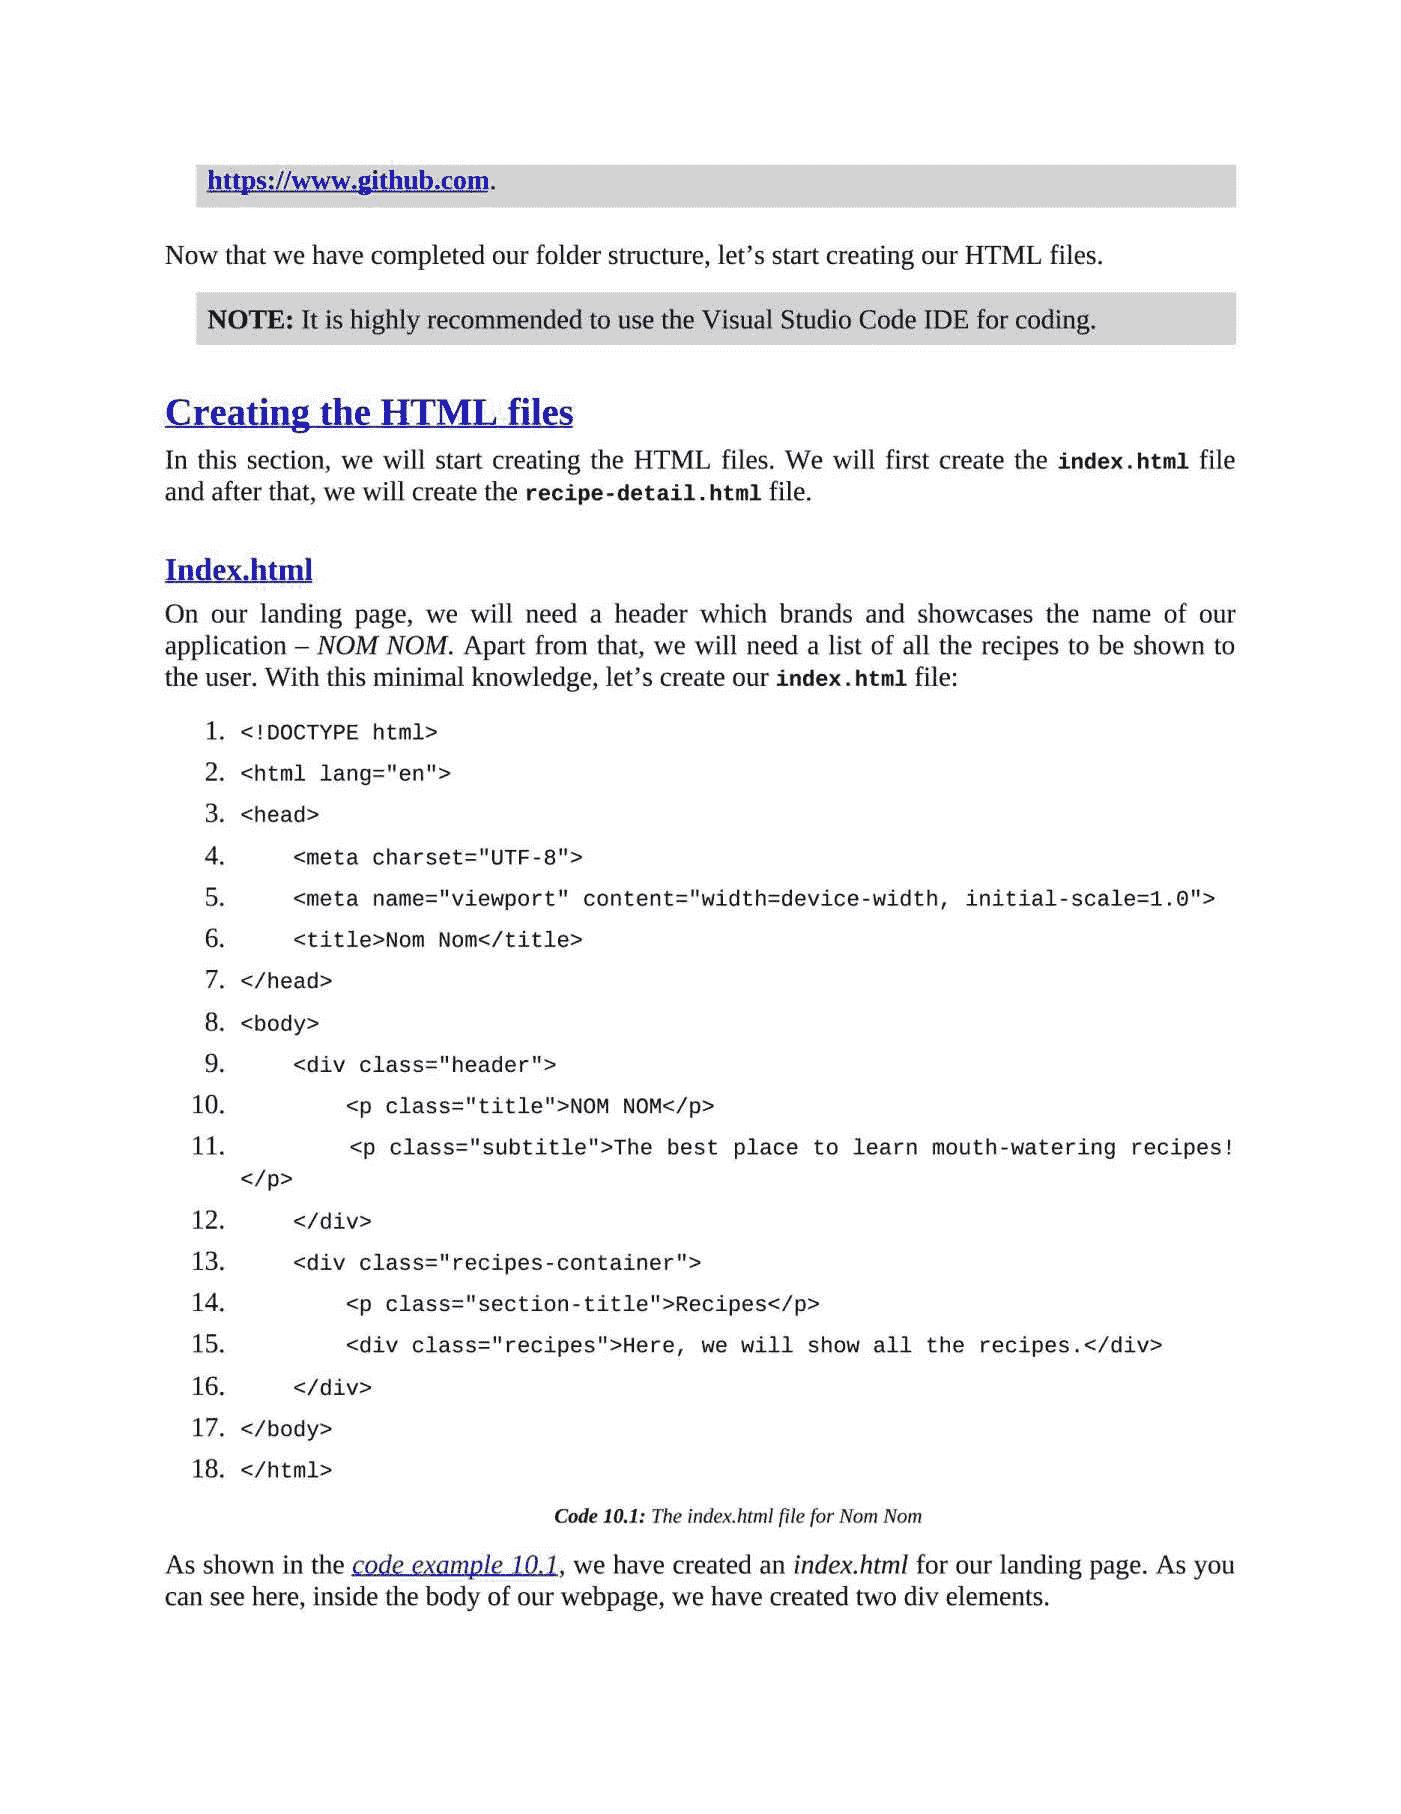 https://www.github.com.
Now that we have completed our folder structure, let’s start creating our HTML files.
NOTE: It is highly recommended to use the Visual Studio Code IDE for coding.
Creating the HTML files
In this section, we will start creating the HTML files. We will first create the index.html file
and after that, we will create the recipe-detail.html file.
Index.html
On our landing page, we will need a header which brands and showcases the name of our
application – NOM NOM. Apart from that, we will need a list of all the recipes to be shown to
the user. With this minimal knowledge, let’s create our index.html file:
1. <!DOCTYPE html>
2. <html lang="en">
3. <head>
4.     <meta charset="UTF-8">
5.     <meta name="viewport" content="width=device-width, initial-scale=1.0">
6.     <title>Nom Nom</title>
7. </head>
8. <body>
9.     <div class="header">
10.         <p class="title">NOM NOM</p>
11.         <p class="subtitle">The best place to learn mouth-watering recipes!
</p>
12.     </div>
13.     <div class="recipes-container">
14.         <p class="section-title">Recipes</p>
15.         <div class="recipes">Here, we will show all the recipes.</div>
16.     </div>
17. </body>
18. </html>
Code 10.1: The index.html file for Nom Nom
As shown in the code example 10.1, we have created an index.html for our landing page. As you
can see here, inside the body of our webpage, we have created two div elements.